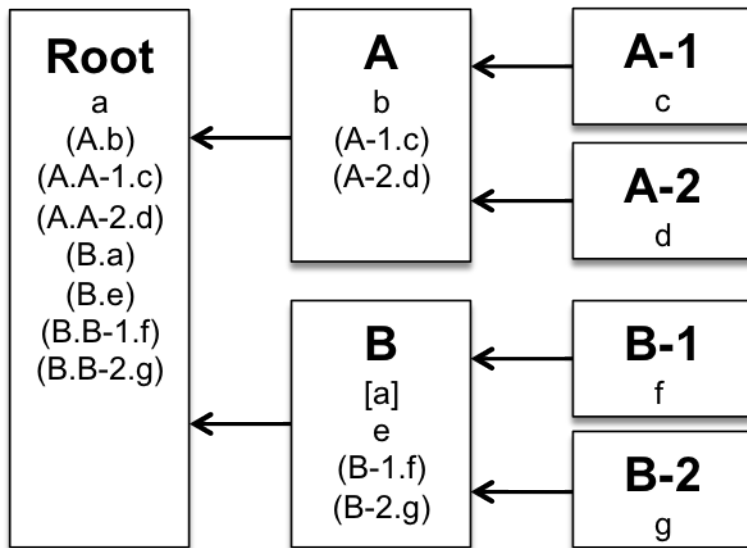 Root
a
(A.b)
(A.A-1.c)
(A.A-2.d)
(B.a)
(B.e)
(B.B-1.f)
(B.B-2.g)
A
b
(A-1.c)
(A-2.d)
A-1
c
A-2
d
B
[a]
e
(B-1.f)
(B-2.g)
B-1
f
B-2
g